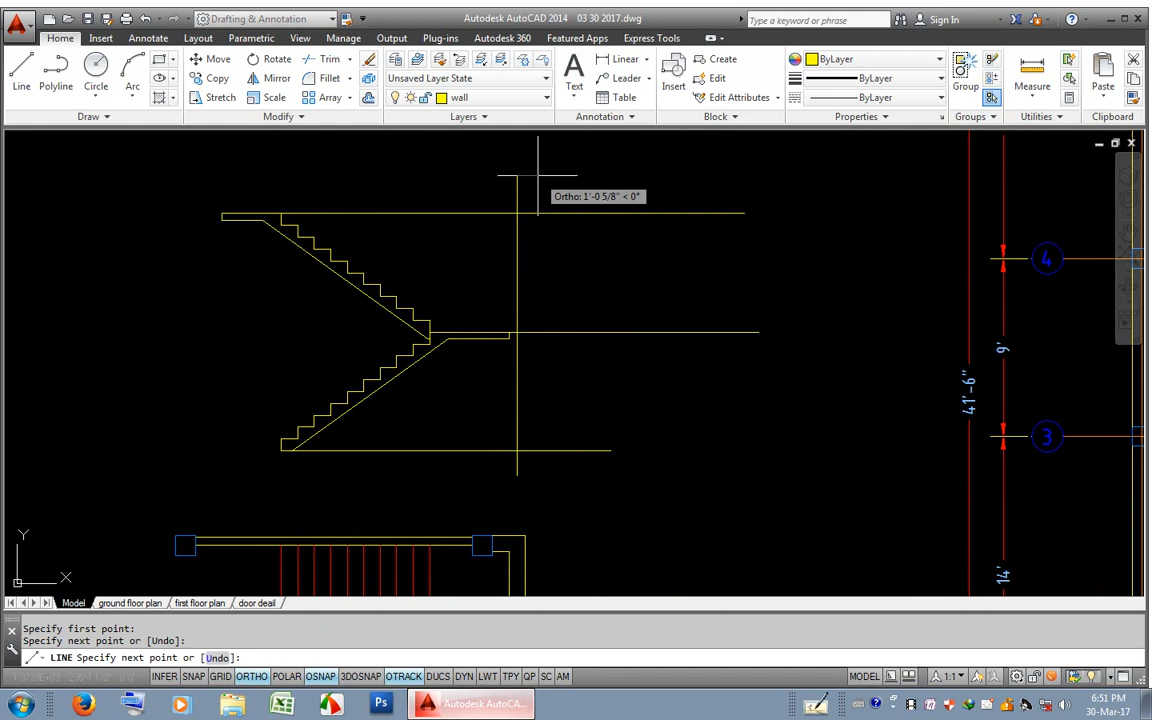 Drafting & Annotation
Autodesk AutoCAD 2014   03 30 2017.dwg
Type a keyword or phrase
Sign In
Home Insert Annotate Layout Parametric View Manage Output Plug-ins Autodesk 360 Featured Apps Express Tools
Line Polyline Circle Arc
Move Rotate Trim
Copy Mirror Fillet
Stretch Scale Array
Unsaved Layer State
wall
Text
Linear
Leader
Table
Insert
Create
Edit
Edit Attributes
ByLayer
ByLayer
ByLayer
Group
Measure
Paste
Draw Modify Layers Annotation Block Properties Groups Utilities Clipboard
Ortho: 1'-0 5/8" < 0°
4
9'
41'-6"
3
14'
Y
X
Model ground floor plan first floor plan door deail
Specify first point:
Specify next point or [Undo]:
LINE Specify next point or [Undo]:
INFER SNAP GRID ORTHO POLAR OSNAP 3DOSNAP OTRACK DUCS DYN LWT TPY QP SC AM
MODEL
1:1
Autodesk AutoCA...
6:51 PM
30-Mar-17